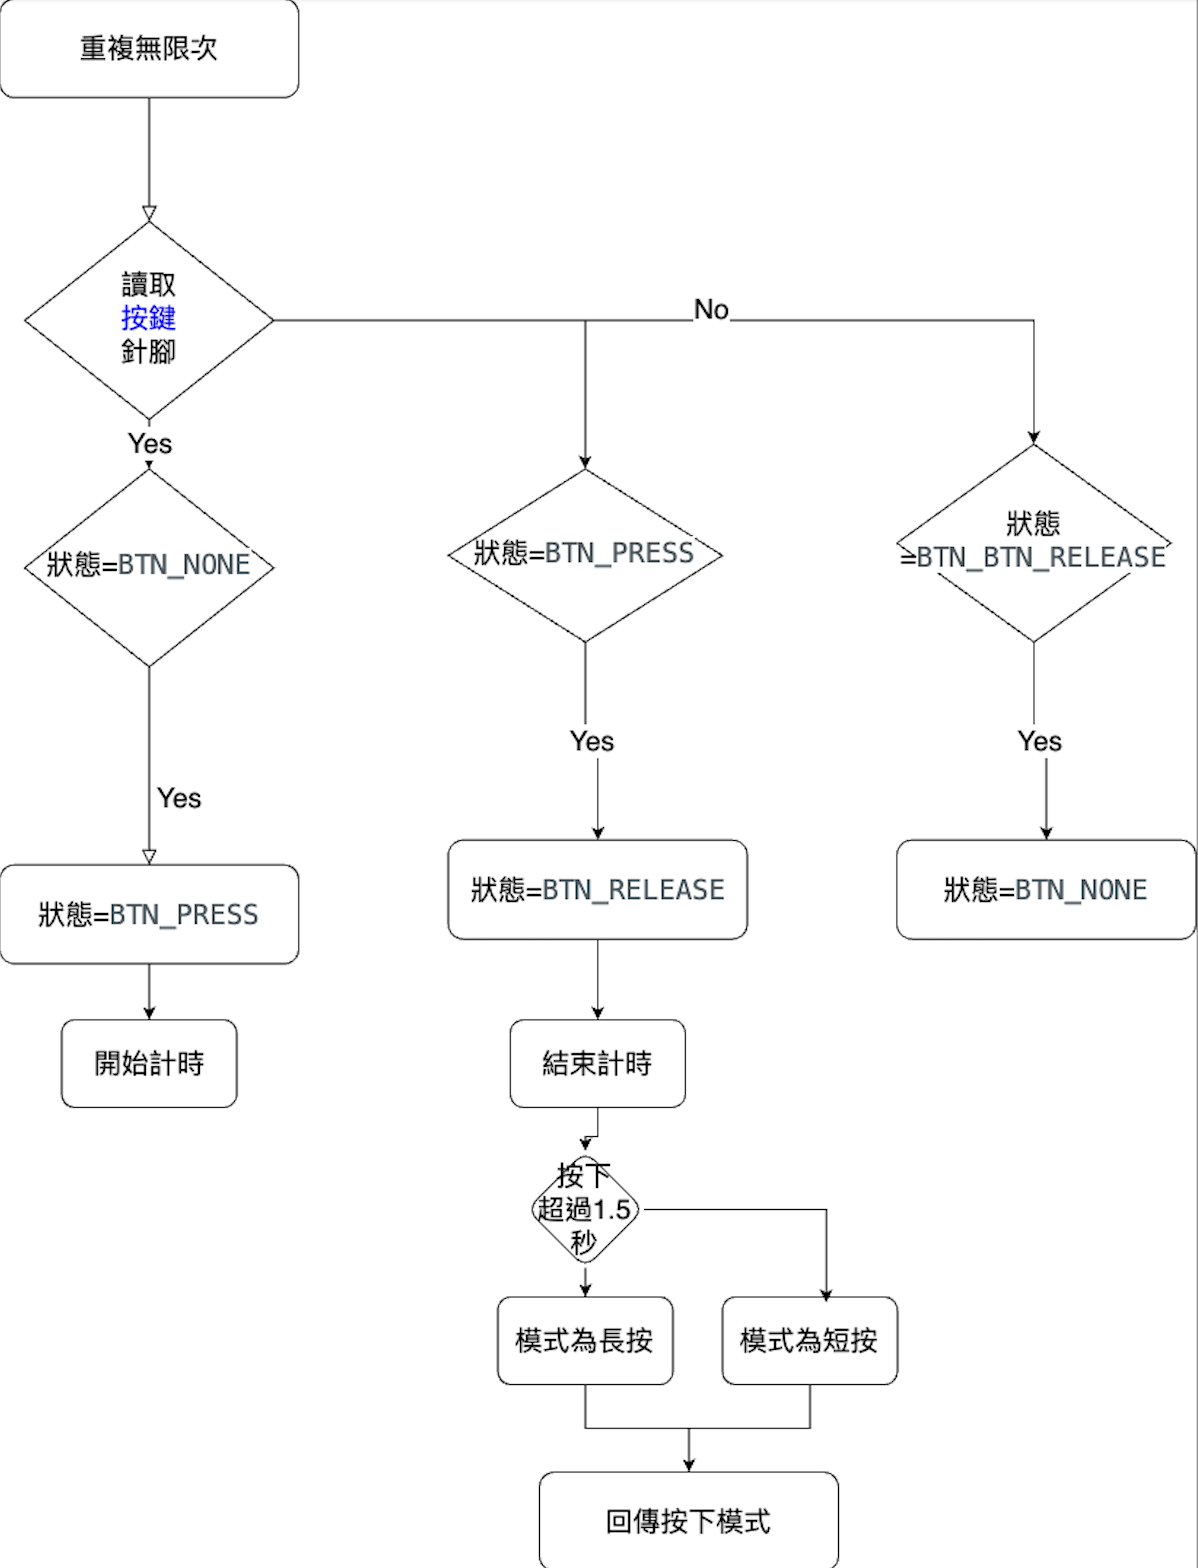 重複無限次
讀取
按鍵
針腳
No
Yes
狀態=BTN_NONE
狀態=BTN_PRESS
狀態
=BTN_BTN_RELEASE
Yes
Yes
Yes
狀態=BTN_PRESS
狀態=BTN_RELEASE
狀態=BTN_NONE
開始計時
結束計時
按下
超過1.5
秒
模式為長按
模式為短按
回傳按下模式